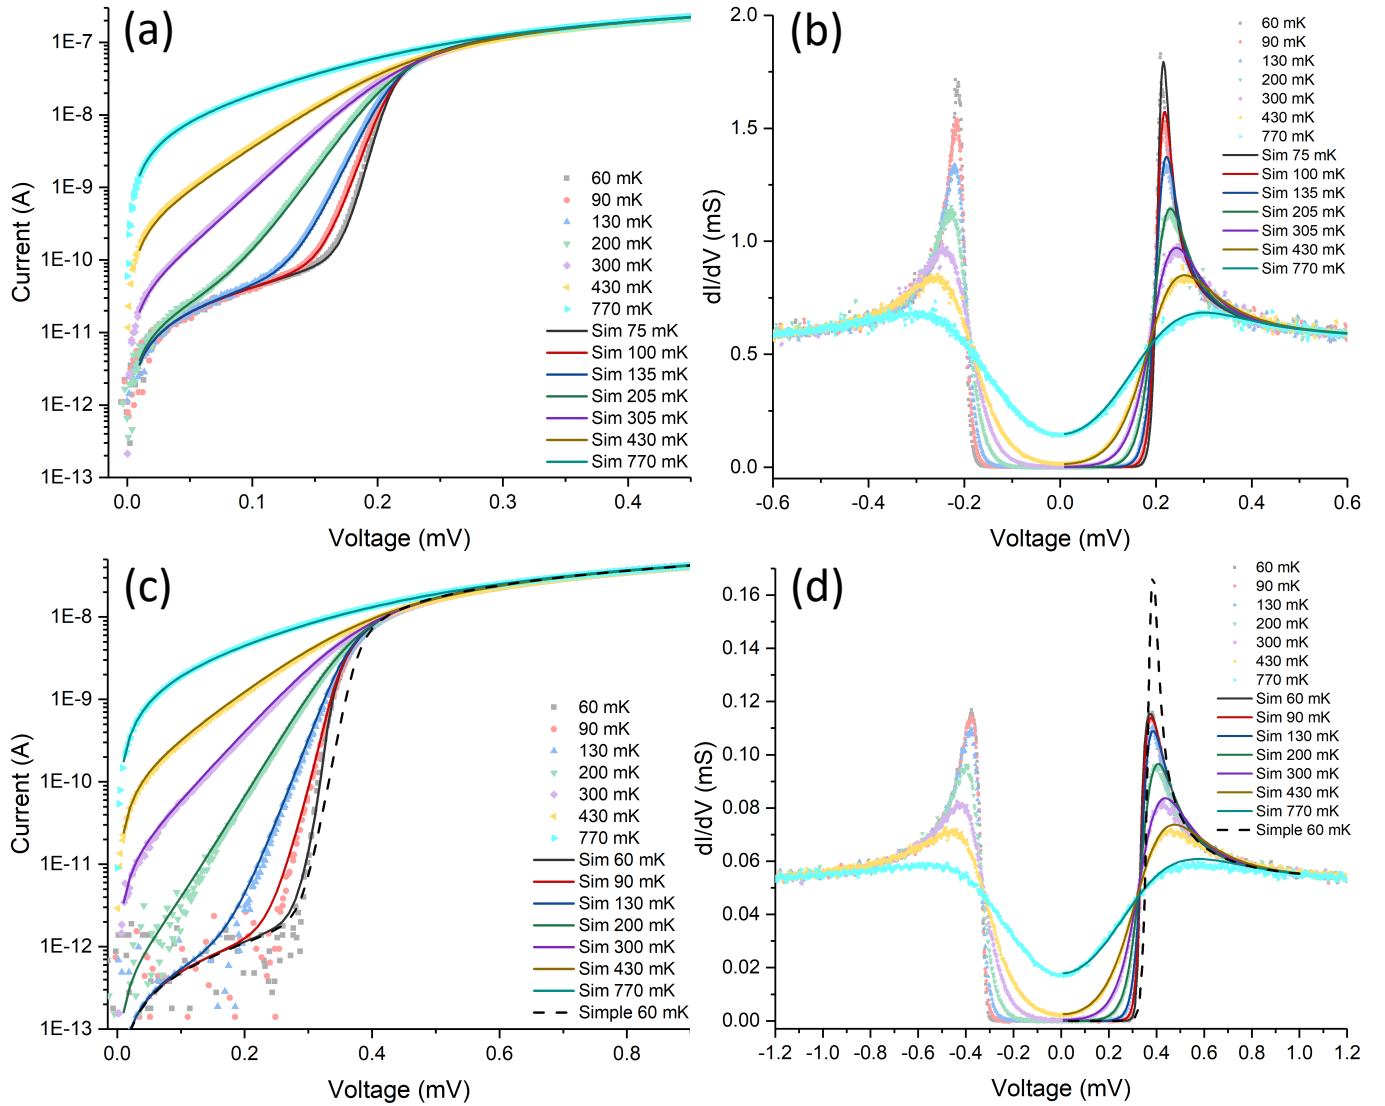 (a)
1E-7
1E-8
1E-9
1E-10
1E-11
1E-12
1E-13
Current (A)
60 mK
90 mK
130 mK
200 mK
300 mK
430 mK
770 mK
Sim 75 mK
Sim 100 mK
Sim 135 mK
Sim 205 mK
Sim 305 mK
Sim 430 mK
Sim 770 mK
0.0 0.1 0.2 0.3 0.4
Voltage (mV)
(b)
2.0
1.5
1.0
0.5
0.0
dI/dV (mS)
60 mK
90 mK
130 mK
200 mK
300 mK
430 mK
770 mK
Sim 75 mK
Sim 100 mK
Sim 135 mK
Sim 205 mK
Sim 305 mK
Sim 430 mK
Sim 770 mK
-0.6 -0.4 -0.2 0.0 0.2 0.4 0.6
Voltage (mV)
(c)
1E-8
1E-9
1E-10
1E-11
1E-12
1E-13
Current (A)
60 mK
90 mK
130 mK
200 mK
300 mK
430 mK
770 mK
Sim 60 mK
Sim 90 mK
Sim 130 mK
Sim 200 mK
Sim 300 mK
Sim 430 mK
Sim 770 mK
Simple 60 mK
0.0 0.2 0.4 0.6 0.8
Voltage (mV)
(d)
0.16
0.14
0.12
0.10
0.08
0.06
0.04
0.02
0.00
dI/dV (mS)
60 mK
90 mK
130 mK
200 mK
300 mK
430 mK
770 mK
Sim 60 mK
Sim 90 mK
Sim 130 mK
Sim 200 mK
Sim 300 mK
Sim 430 mK
Sim 770 mK
Simple 60 mK
-1.2 -1.0 -0.8 -0.6 -0.4 -0.2 0.0 0.2 0.4 0.6 0.8 1.0 1.2
Voltage (mV)